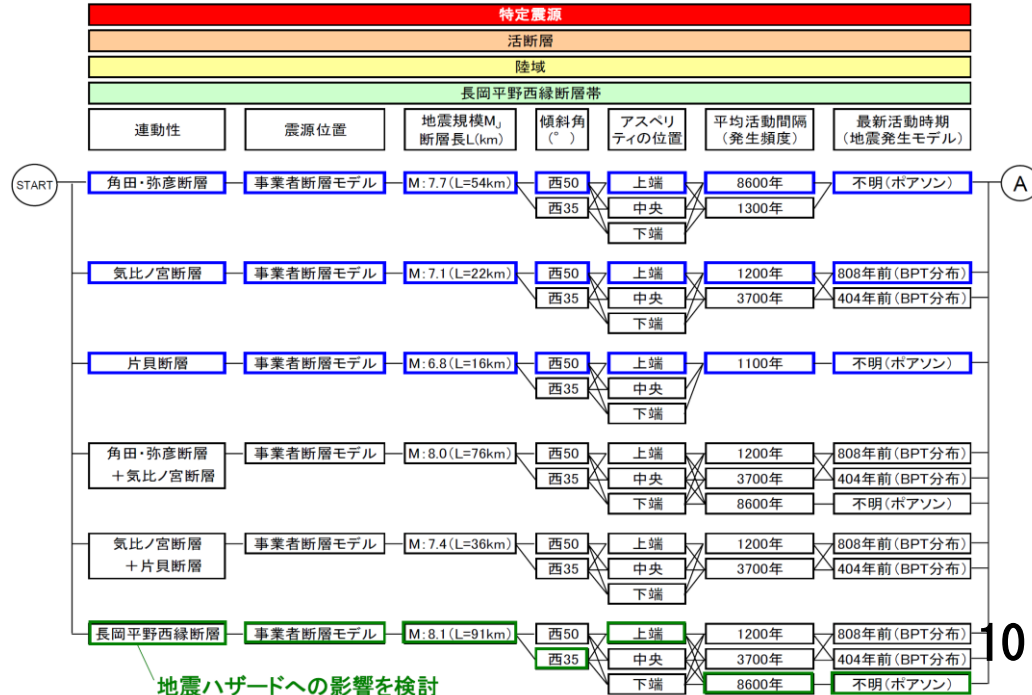 特定震源
活断層
陸域
長岡平野西縁断層帯
連動性
震源位置
地震規模MJ
断層長L(km)
傾斜角
(°)
アスペリ
ティの位置
平均活動間隔
(発生頻度)
最新活動時期
(地震発生モデル)
START
角田・弥彦断層
事業者断層モデル
M:7.7(L=54km)
西50
上端
8600年
不明(ポアソン)
A
西35
中央
1300年
下端
気比ノ宮断層
事業者断層モデル
M:7.1(L=22km)
西50
上端
1200年
808年前(BPT分布)
西35
中央
3700年
404年前(BPT分布)
下端
片貝断層
事業者断層モデル
M:6.8(L=16km)
西50
上端
1100年
不明(ポアソン)
西35
中央
下端
角田・弥彦断層
+気比ノ宮断層
事業者断層モデル
M:8.0(L=76km)
西50
上端
1200年
808年前(BPT分布)
西35
中央
3700年
404年前(BPT分布)
下端
8600年
不明(ポアソン)
気比ノ宮断層
+片貝断層
事業者断層モデル
M:7.4(L=36km)
西50
上端
1200年
808年前(BPT分布)
西35
中央
3700年
404年前(BPT分布)
下端
長岡平野西縁断層
事業者断層モデル
M:8.1(L=91km)
西50
上端
1200年
808年前(BPT分布)
10
西35
中央
3700年
404年前(BPT分布)
下端
8600年
不明(ポアソン)
地震ハザードへの影響を検討